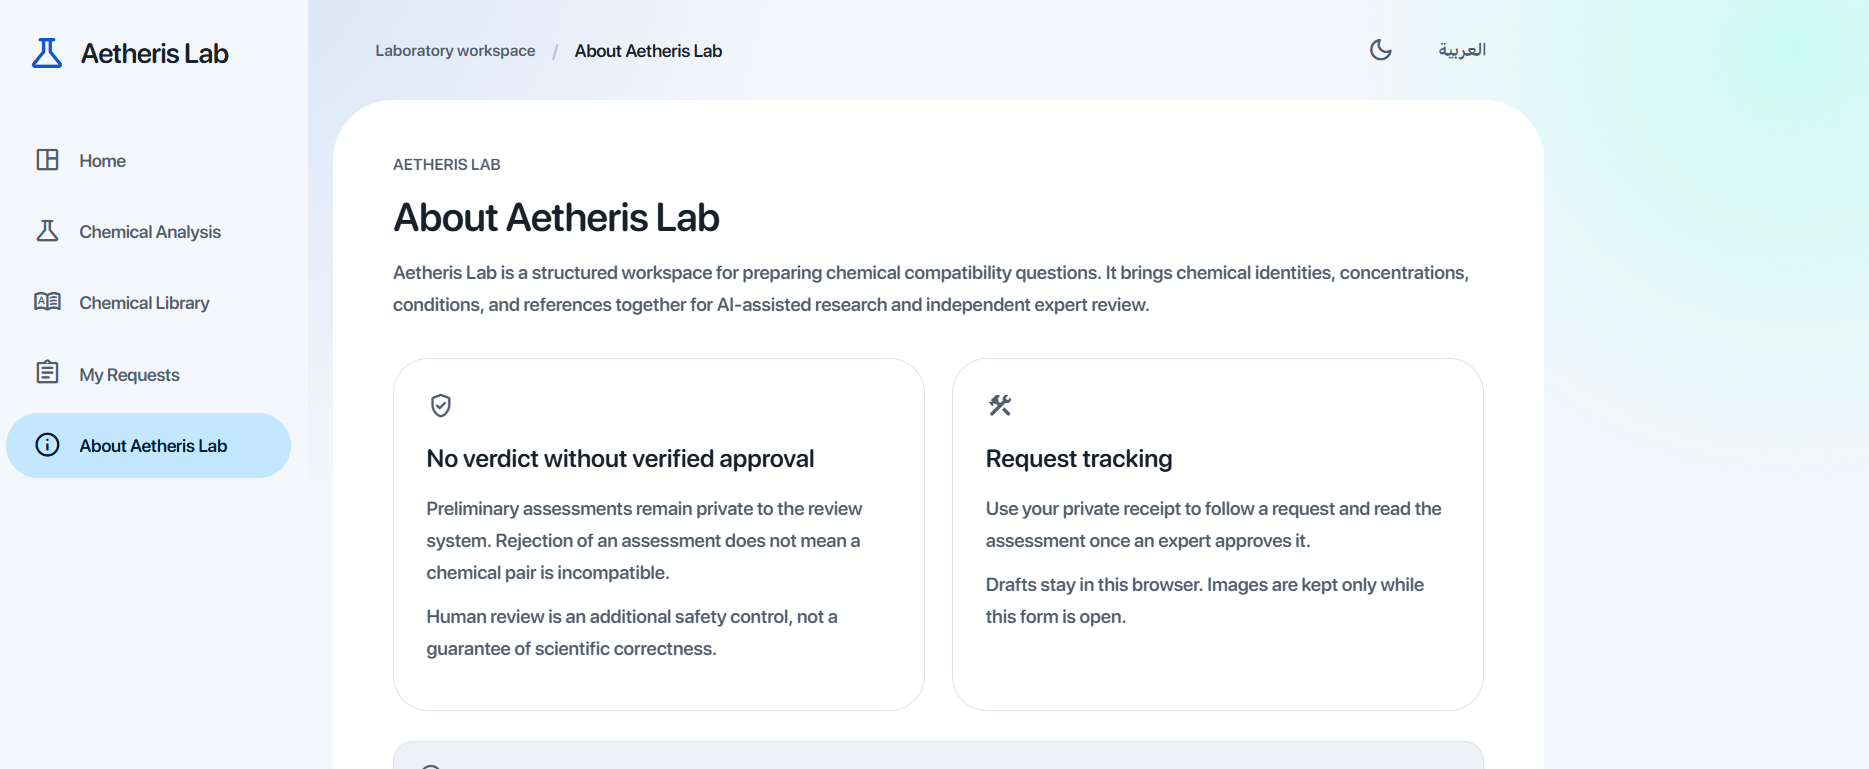 Aetheris Lab
Home
Chemical Analysis
Chemical Library
My Requests
About Aetheris Lab
Laboratory workspace / About Aetheris Lab
العربية
AETHERIS LAB
About Aetheris Lab
Aetheris Lab is a structured workspace for preparing chemical compatibility questions. It brings chemical identities, concentrations,
conditions, and references together for AI-assisted research and independent expert review.
No verdict without verified approval
Preliminary assessments remain private to the review
system. Rejection of an assessment does not mean a
chemical pair is incompatible.
Human review is an additional safety control, not a
guarantee of scientific correctness.
Request tracking
Use your private receipt to follow a request and read the
assessment once an expert approves it.
Drafts stay in this browser. Images are kept only while
this form is open.